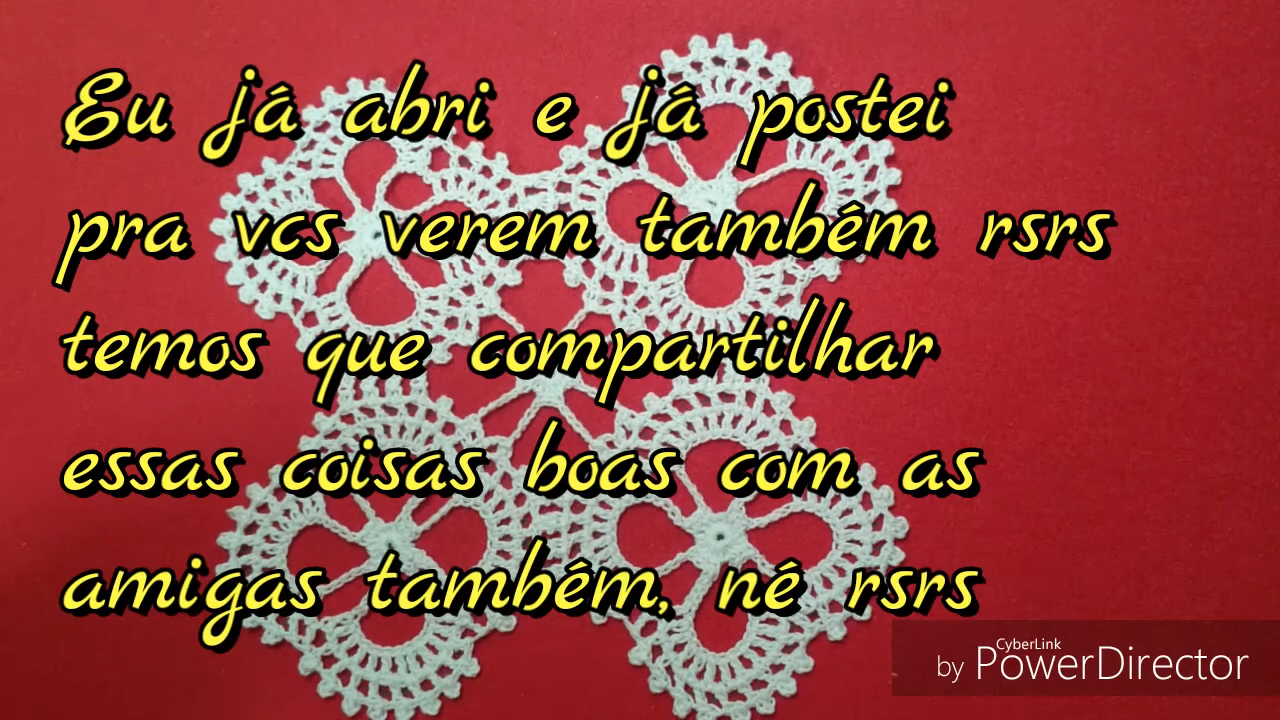 Eu já abri e já postei
pra vcs verem também rsrs
temos que compartilhar
essas coisas boas com as
amigas também, né rsrs
CyberLink
by PowerDirector